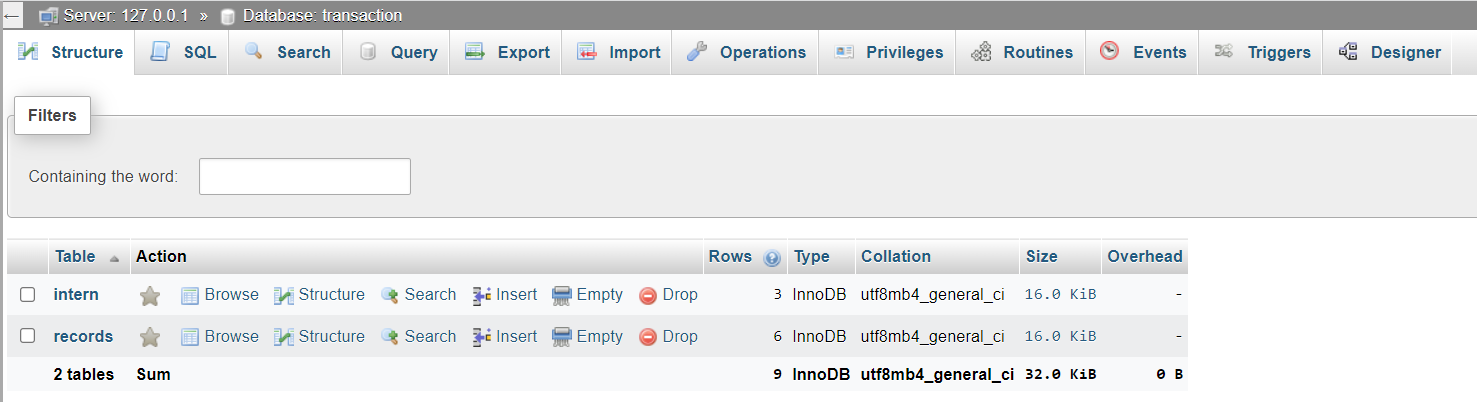 ← Server: 127.0.0.1 » Database: transaction
Structure SQL Search Query Export Import Operations Privileges Routines Events Triggers Designer
Filters
Containing the word:
Table Action Rows Type Collation Size Overhead
intern Browse Structure Search Insert Empty Drop 3 InnoDB utf8mb4_general_ci 16.0 KiB -
records Browse Structure Search Insert Empty Drop 6 InnoDB utf8mb4_general_ci 16.0 KiB -
2 tables Sum 9 InnoDB utf8mb4_general_ci 32.0 KiB 0 B